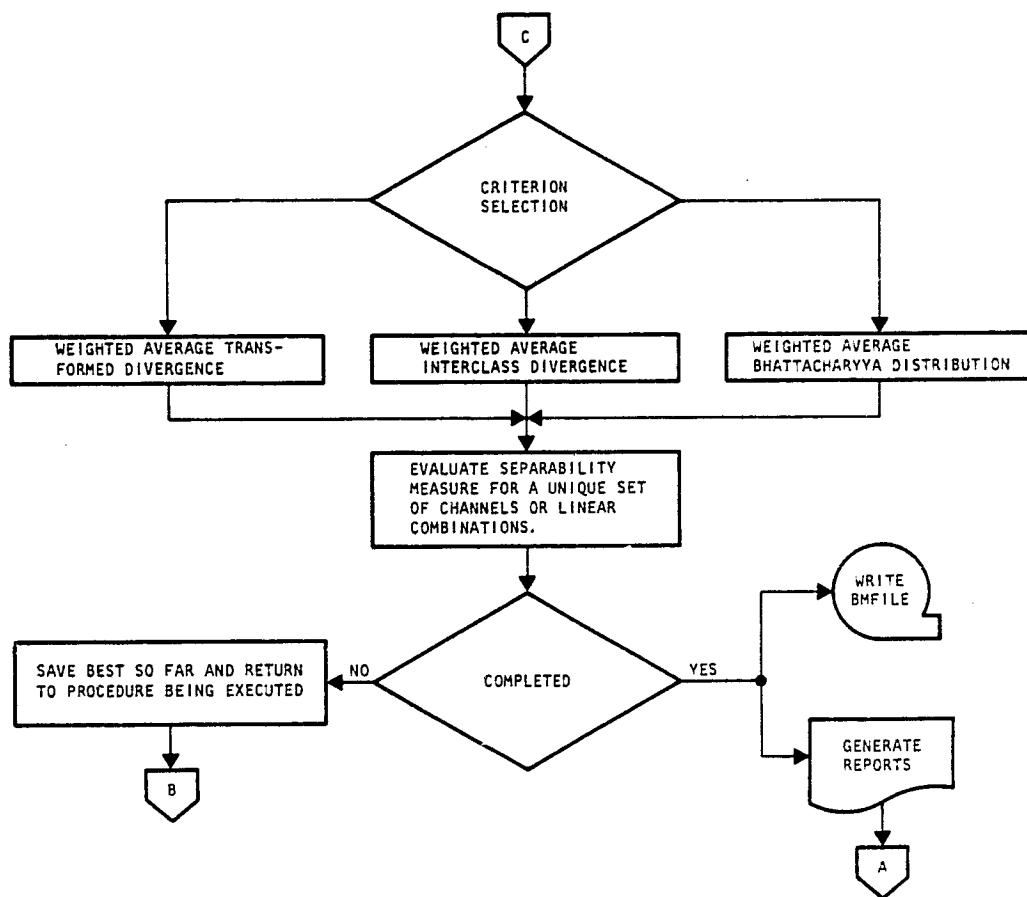 C
CRITERION
SELECTION
WEIGHTED AVERAGE TRANS-
FORMED DIVERGENCE
WEIGHTED AVERAGE
INTERCLASS DIVERGENCE
WEIGHTED AVERAGE
BHATTACHARYYA DISTRIBUTION
EVALUATE SEPARABILITY
MEASURE FOR A UNIQUE SET
OF CHANNELS OR LINEAR
COMBINATIONS.
WRITE
BMFILE
SAVE BEST SO FAR AND RETURN
TO PROCEDURE BEING EXECUTED
NO
COMPLETED
YES
GENERATE
REPORTS
B
A